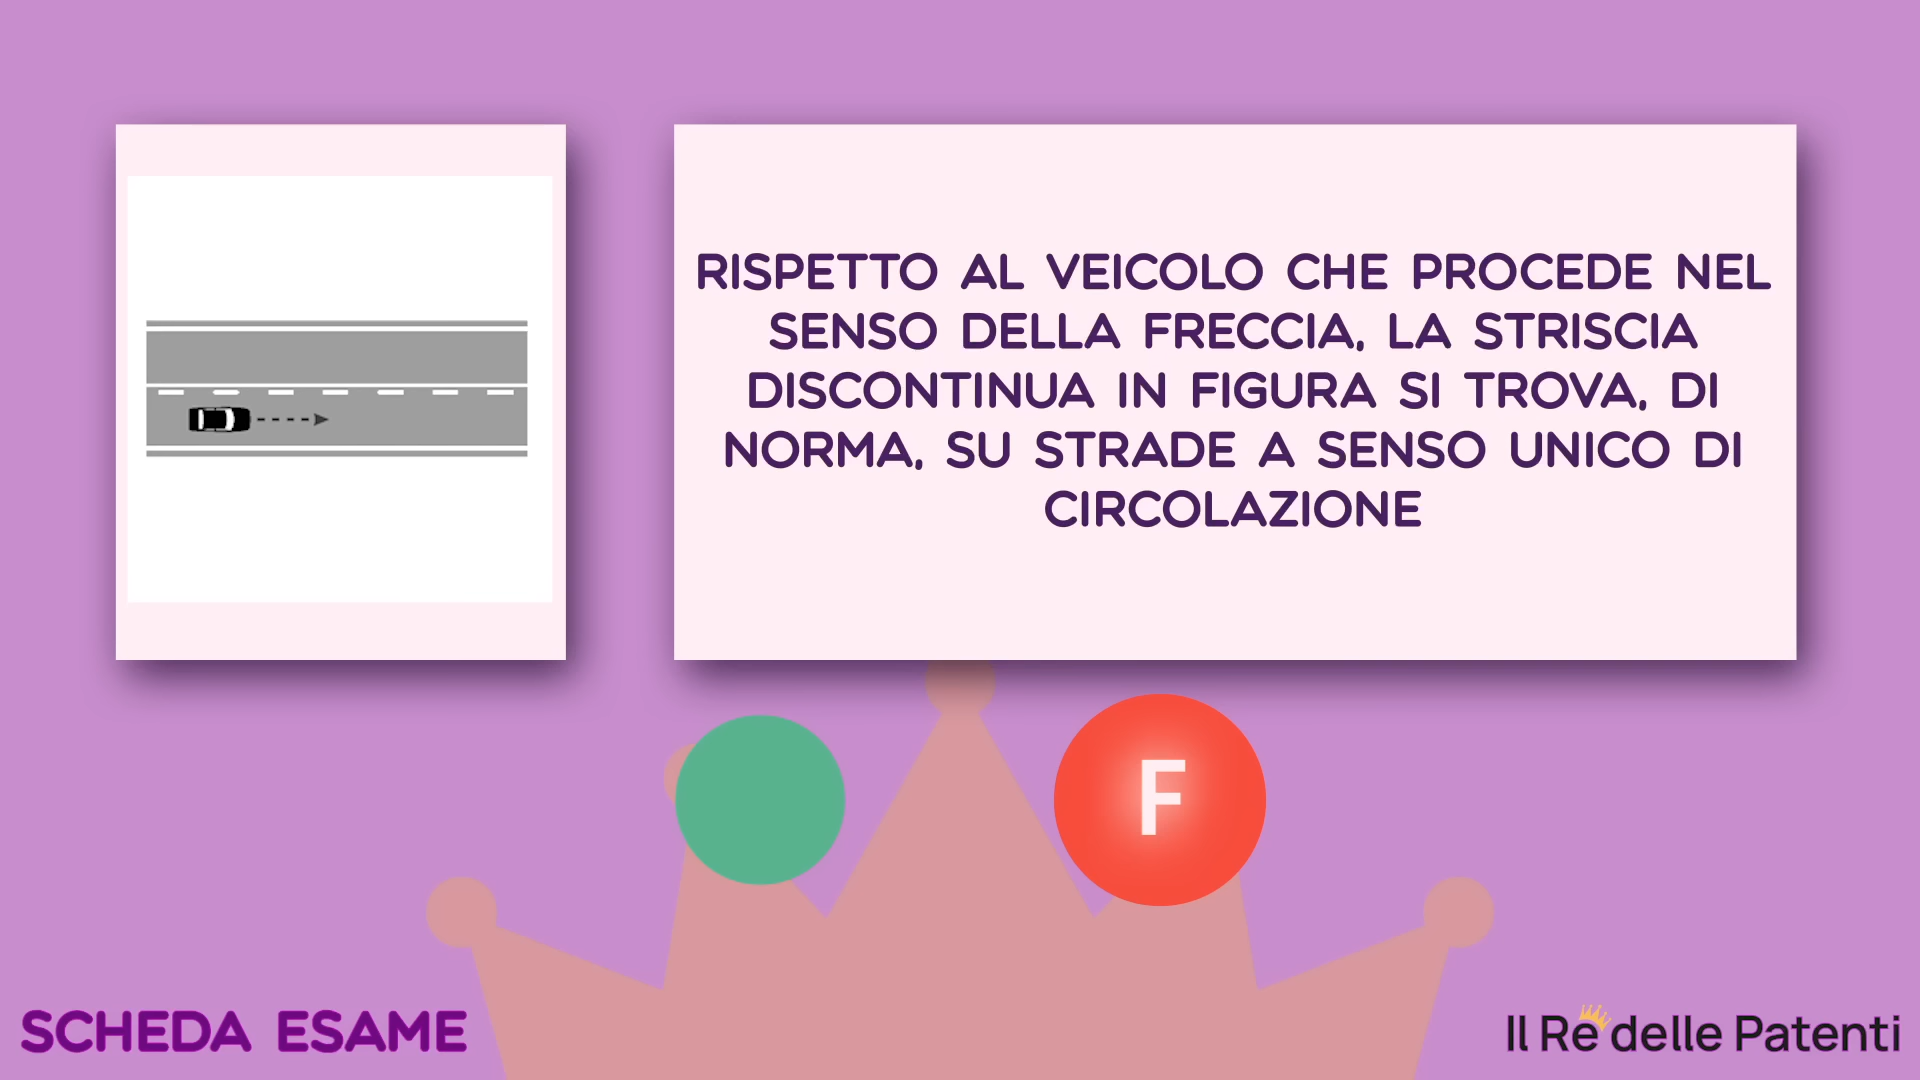 RISPETTO AL VEICOLO CHE PROCEDE NEL
SENSO DELLA FRECCIA, LA STRISCIA
DISCONTINUA IN FIGURA SI TROVA, DI
NORMA, SU STRADE A SENSO UNICO DI
CIRCOLAZIONE
F
SCHEDA ESAME
Il Re delle Patenti